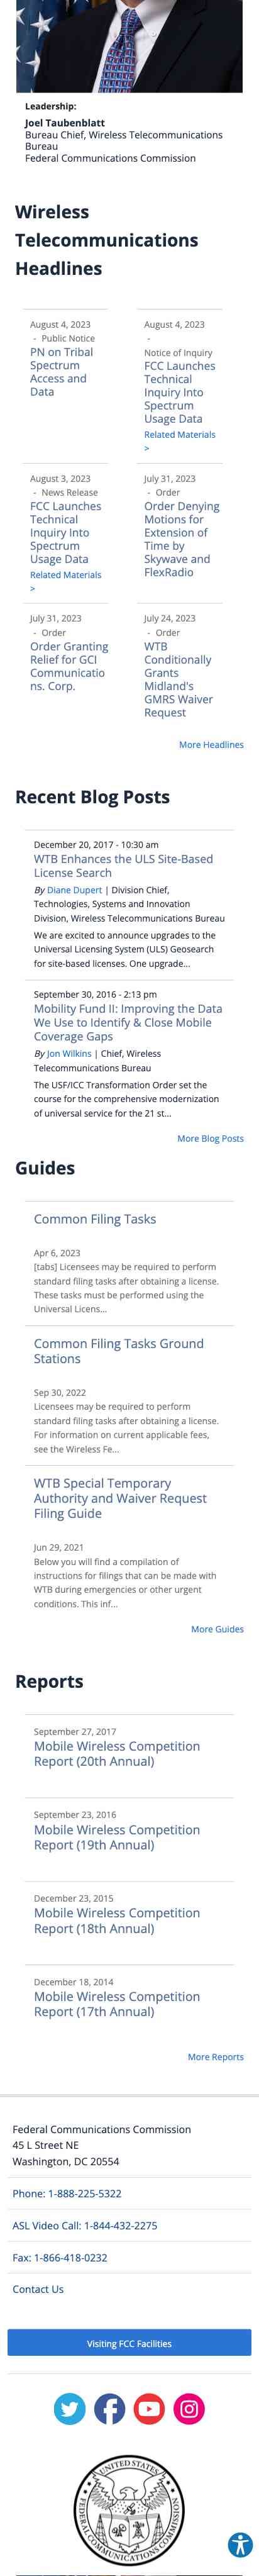 Leadership:
Joel Taubenblatt
Bureau Chief, Wireless Telecommunications
Bureau
Federal Communications Commission
Wireless
Telecommunications
Headlines
August 4, 2023
- Public Notice
PN on Tribal
Spectrum
Access and
Data
August 4, 2023
-
Notice of Inquiry
FCC Launches
Technical
Inquiry Into
Spectrum
Usage Data
Related Materials
>
August 3, 2023
- News Release
FCC Launches
Technical
Inquiry Into
Spectrum
Usage Data
Related Materials
>
July 31, 2023
- Order
Order Denying
Motions for
Extension of
Time by
Skywave and
FlexRadio
July 31, 2023
- Order
Order Granting
Relief for GCI
Communicatio
ns. Corp.
July 24, 2023
- Order
WTB
Conditionally
Grants
Midland's
GMRS Waiver
Request
More Headlines
Recent Blog Posts
December 20, 2017 - 10:30 am
WTB Enhances the ULS Site-Based
License Search
By Diane Dupert | Division Chief,
Technologies, Systems and Innovation
Division, Wireless Telecommunications Bureau
We are excited to announce upgrades to the
Universal Licensing System (ULS) Geosearch
for site-based licenses. One upgrade...
September 30, 2016 - 2:13 pm
Mobility Fund II: Improving the Data
We Use to Identify & Close Mobile
Coverage Gaps
By Jon Wilkins | Chief, Wireless
Telecommunications Bureau
The USF/ICC Transformation Order set the
course for the comprehensive modernization
of universal service for the 21 st...
More Blog Posts
Guides
Common Filing Tasks
Apr 6, 2023
[tabs] Licensees may be required to perform
standard filing tasks after obtaining a license.
These tasks must be performed using the
Universal Licens...
Common Filing Tasks Ground
Stations
Sep 30, 2022
Licensees may be required to perform
standard filing tasks after obtaining a license.
For information on current applicable fees,
see the Wireless Fe...
WTB Special Temporary
Authority and Waiver Request
Filing Guide
Jun 29, 2021
Below you will find a compilation of
instructions for filings that can be made with
WTB during emergencies or other urgent
conditions. This inf...
More Guides
Reports
September 27, 2017
Mobile Wireless Competition
Report (20th Annual)
September 23, 2016
Mobile Wireless Competition
Report (19th Annual)
December 23, 2015
Mobile Wireless Competition
Report (18th Annual)
December 18, 2014
Mobile Wireless Competition
Report (17th Annual)
More Reports
Federal Communications Commission
45 L Street NE
Washington, DC 20554
Phone: 1-888-225-5322
ASL Video Call: 1-844-432-2275
Fax: 1-866-418-0232
Contact Us
Visiting FCC Facilities
UNITED STATES
FEDERAL COMMUNICATIONS COMMISSION